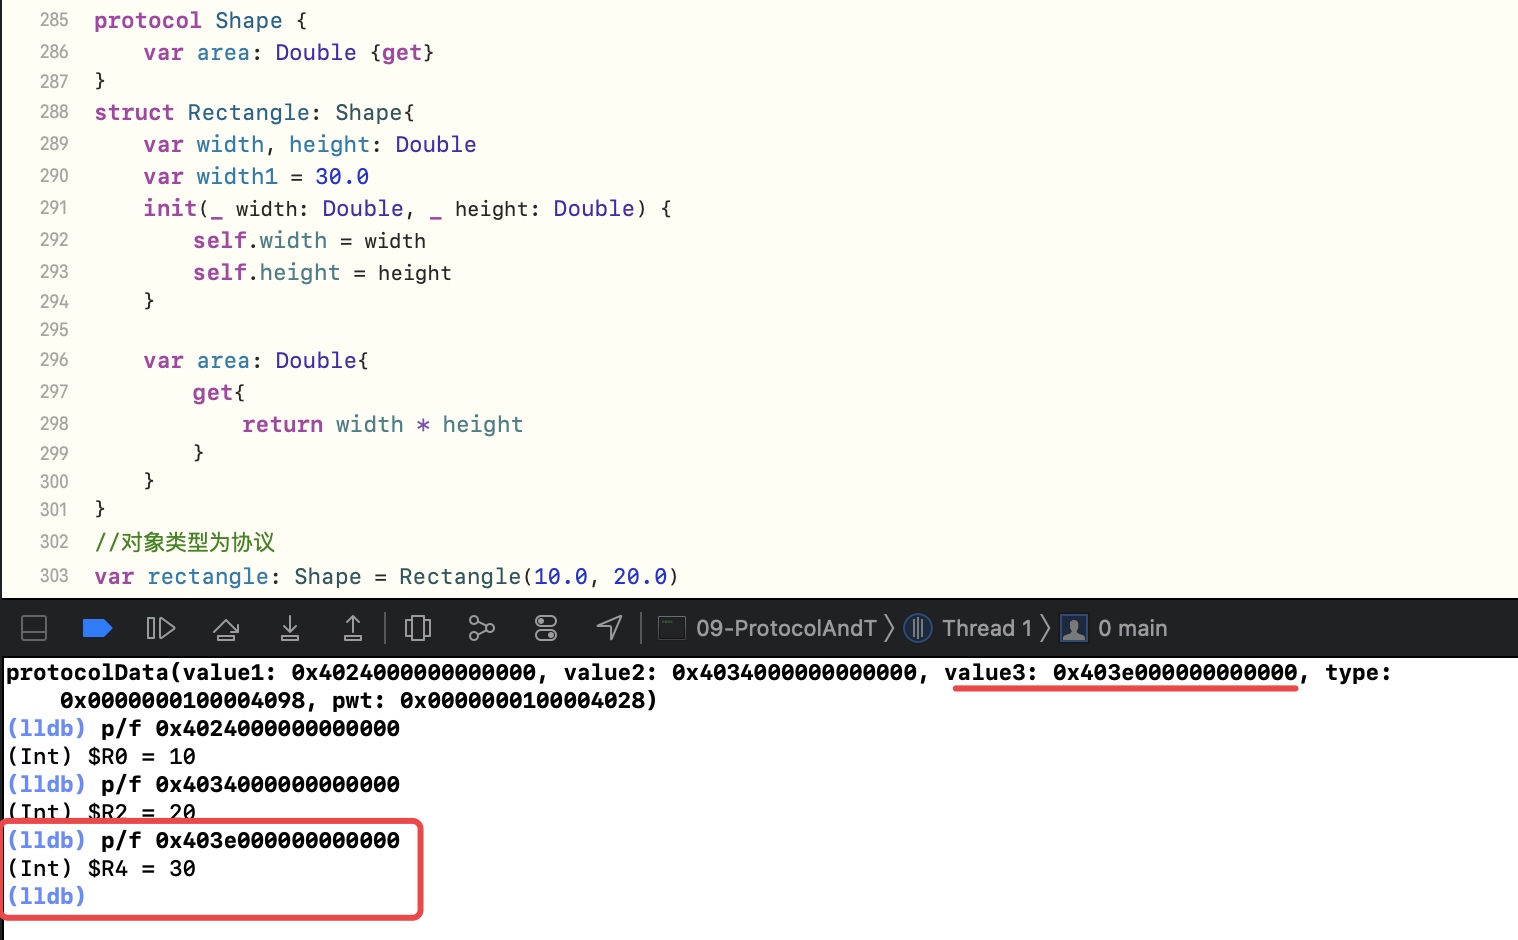 285 protocol Shape {
286 var area: Double {get}
287 }
288 struct Rectangle: Shape{
289 var width, height: Double
290 var width1 = 30.0
291 init(_ width: Double, _ height: Double) {
292 self.width = width
293 self.height = height
294 }
295
296 var area: Double{
297 get{
298 return width * height
299 }
300 }
301 }
302 //对象类型为协议
303 var rectangle: Shape = Rectangle(10.0, 20.0)
09-ProtocolAndT 〉 Thread 1 〉 0 main
protocolData(value1: 0x4024000000000000, value2: 0x4034000000000000, value3: 0x403e000000000000, type:
0x0000000100004098, pwt: 0x0000000100004028)
(lldb) p/f 0x4024000000000000
(Int) $R0 = 10
(lldb) p/f 0x4034000000000000
(Int) $R2 = 20
(lldb) p/f 0x403e000000000000
(Int) $R4 = 30
(lldb)